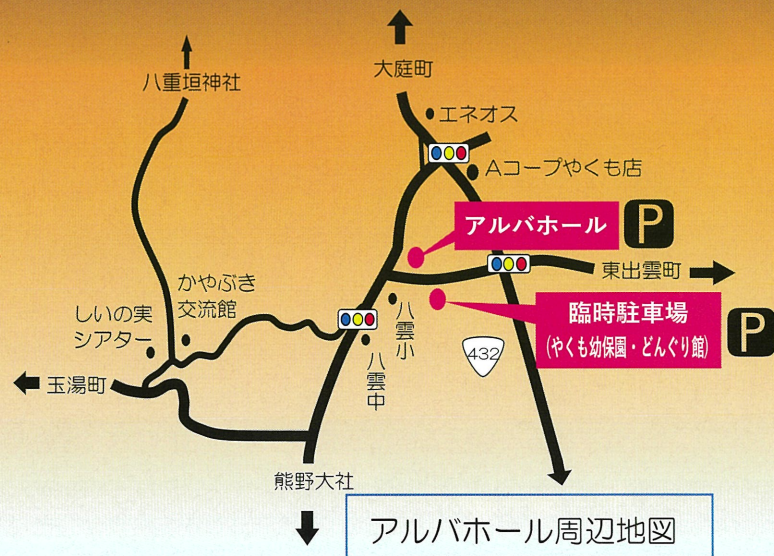 大庭町
八重垣神社
エネオス
Aコープやくも店
アルバホール
P
東出雲町
かやぶき
交流館
しいの実
シアター
八雲小
臨時駐車場
(やくも幼保園・どんぐり館)
P
432
八雲中
玉湯町
熊野大社
アルバホール周辺地図